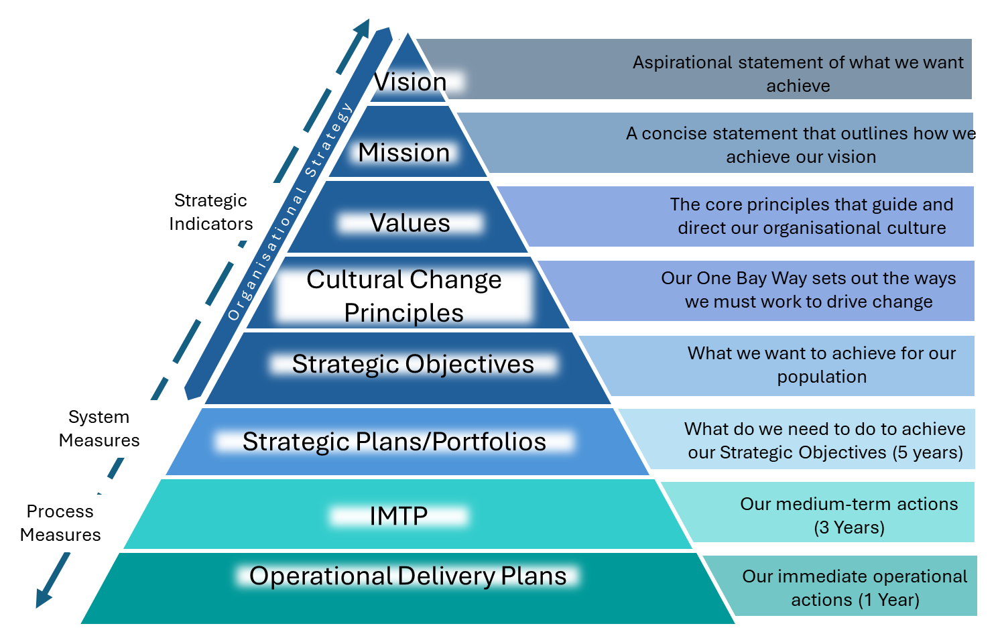 Vision
Aspirational statement of what we want
achieve
Mission
A concise statement that outlines how we
achieve our vision
Organisational Strategy
Strategic
Indicators
Values
The core principles that guide and
direct our organisational culture
Cultural Change
Principles
Our One Bay Way sets out the ways
we must work to drive change
Strategic Objectives
What we want to achieve for our
population
System
Measures
Strategic Plans/Portfolios
What do we need to do to achieve
our Strategic Objectives (5 years)
Process
Measures
IMTP
Our medium-term actions
(3 Years)
Operational Delivery Plans
Our immediate operational
actions (1 Year)